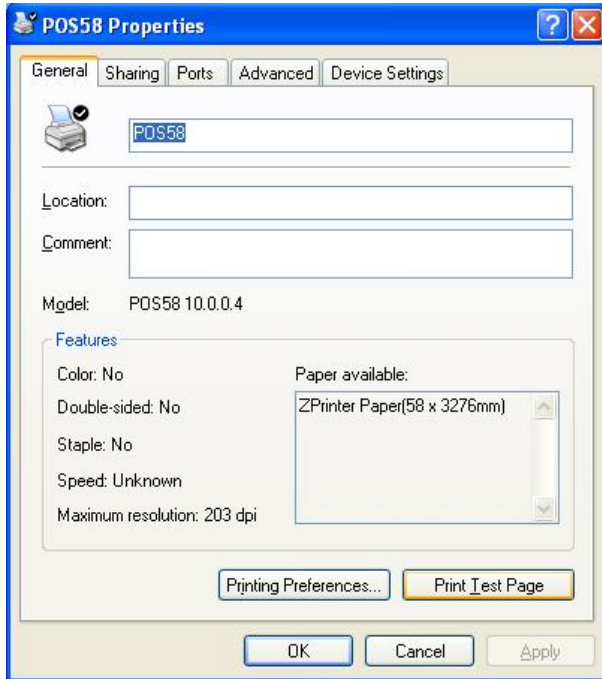 POS58 Properties
General Sharing Ports Advanced Device Settings
POS58
Location:
Comment:
Model: POS58 10.0.0.4
Features
Color: No
Paper available:
Double-sided: No
ZPrinter Paper(58 x 3276mm)
Staple: No
Speed: Unknown
Maximum resolution: 203 dpi
Printing Preferences... Print Test Page
OK Cancel Apply